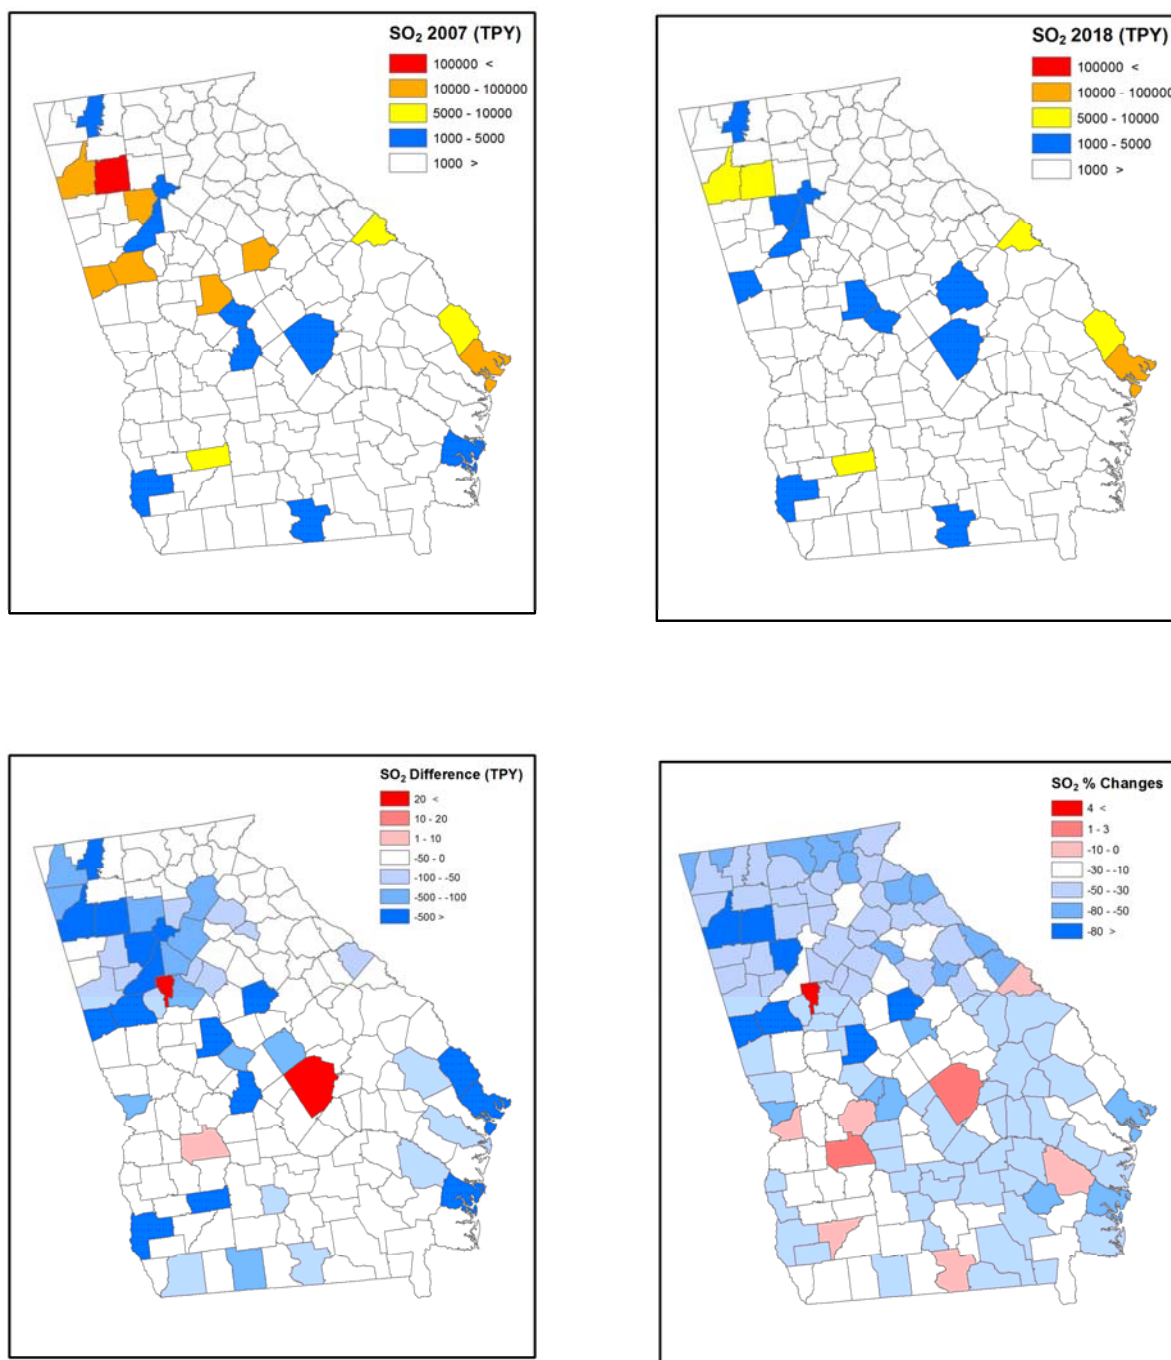 SO₂ 2007 (TPY)
100000 <
10000 - 100000
5000 - 10000
1000 - 5000
1000 >
SO₂ 2018 (TPY)
100000 <
10000 - 100000
5000 - 10000
1000 - 5000
1000 >
SO₂ Difference (TPY)
20 <
10 - 20
1 - 10
-50 - 0
-100 - -50
-500 - -100
-500 >
SO₂ % Changes
4 <
1 - 3
-10 - 0
-30 - -10
-50 - -30
-80 - -50
-80 >